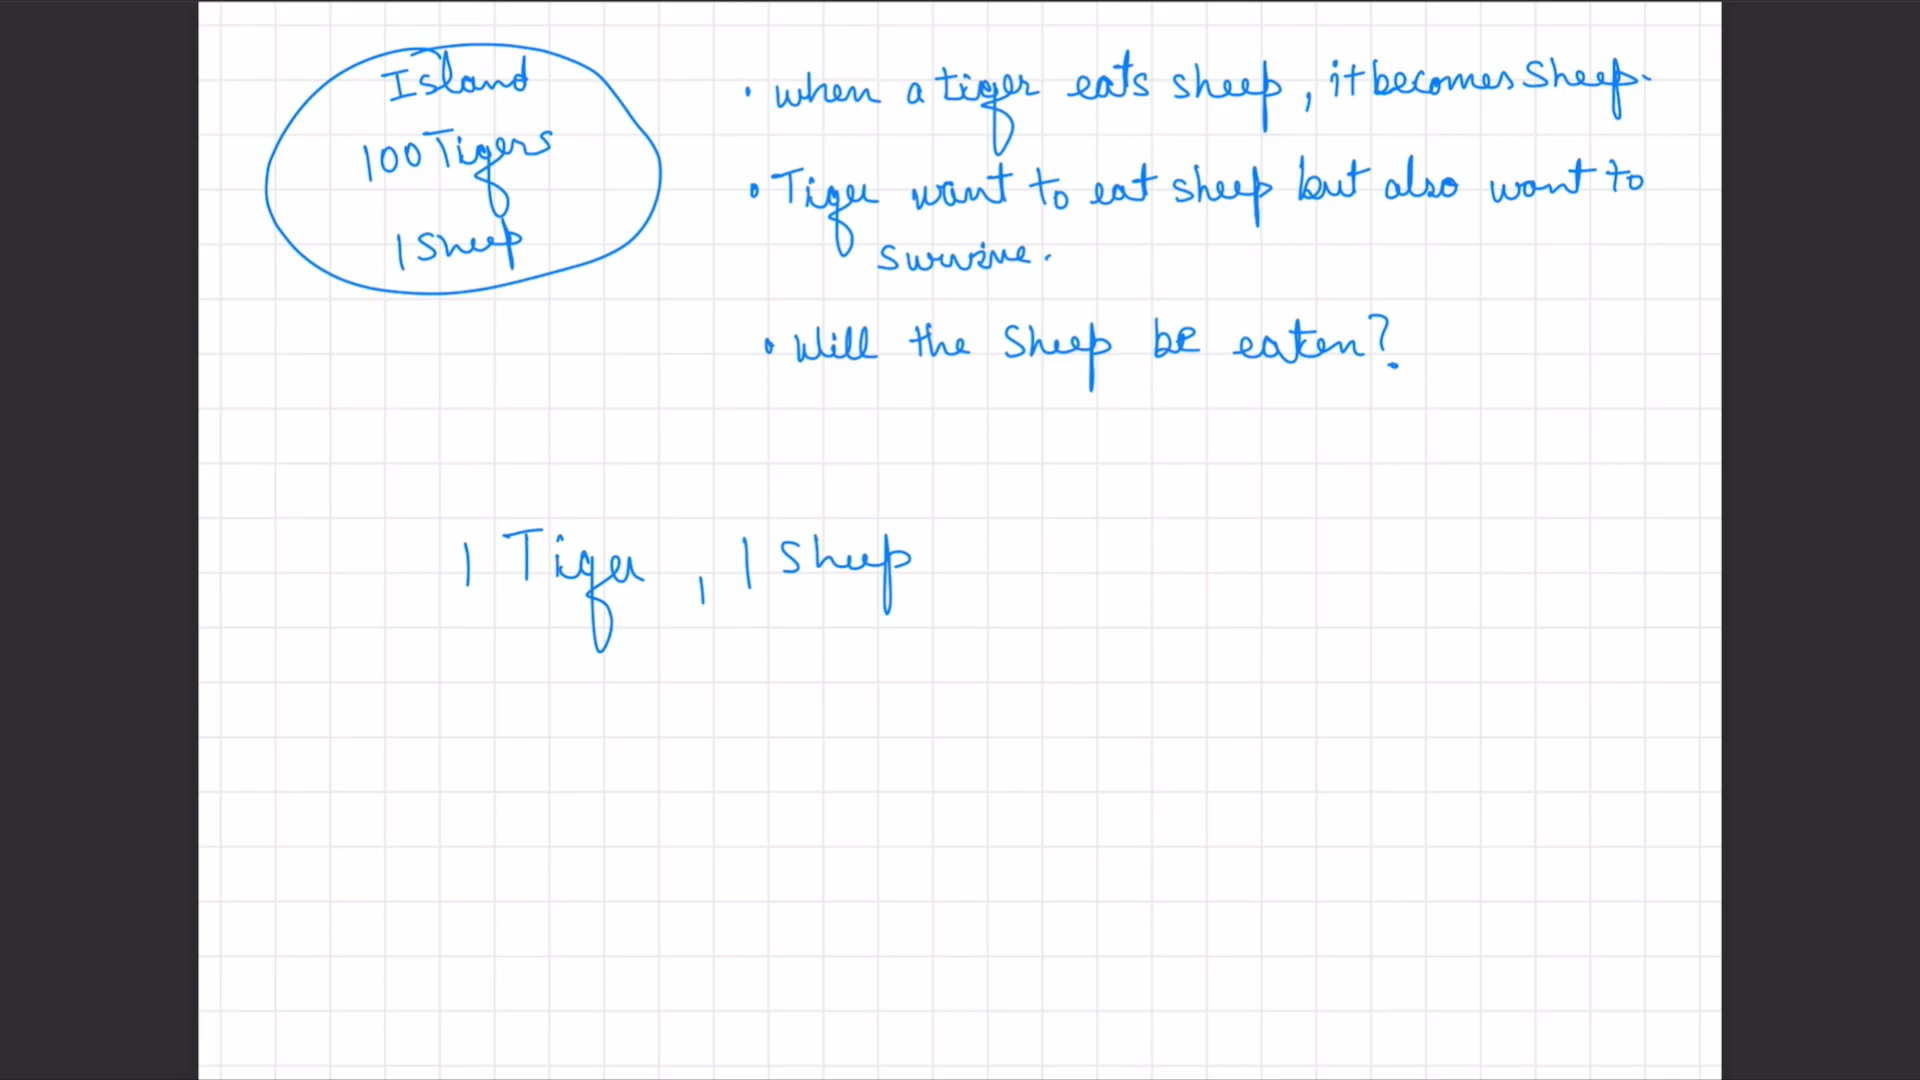 Island
100 Tigers
1 Sheep
• when a tiger eats sheep, it becomes Sheep.
• Tiger want to eat sheep but also want to
survive.
• Will the Sheep be eaten?
1 Tiger , 1 Sheep